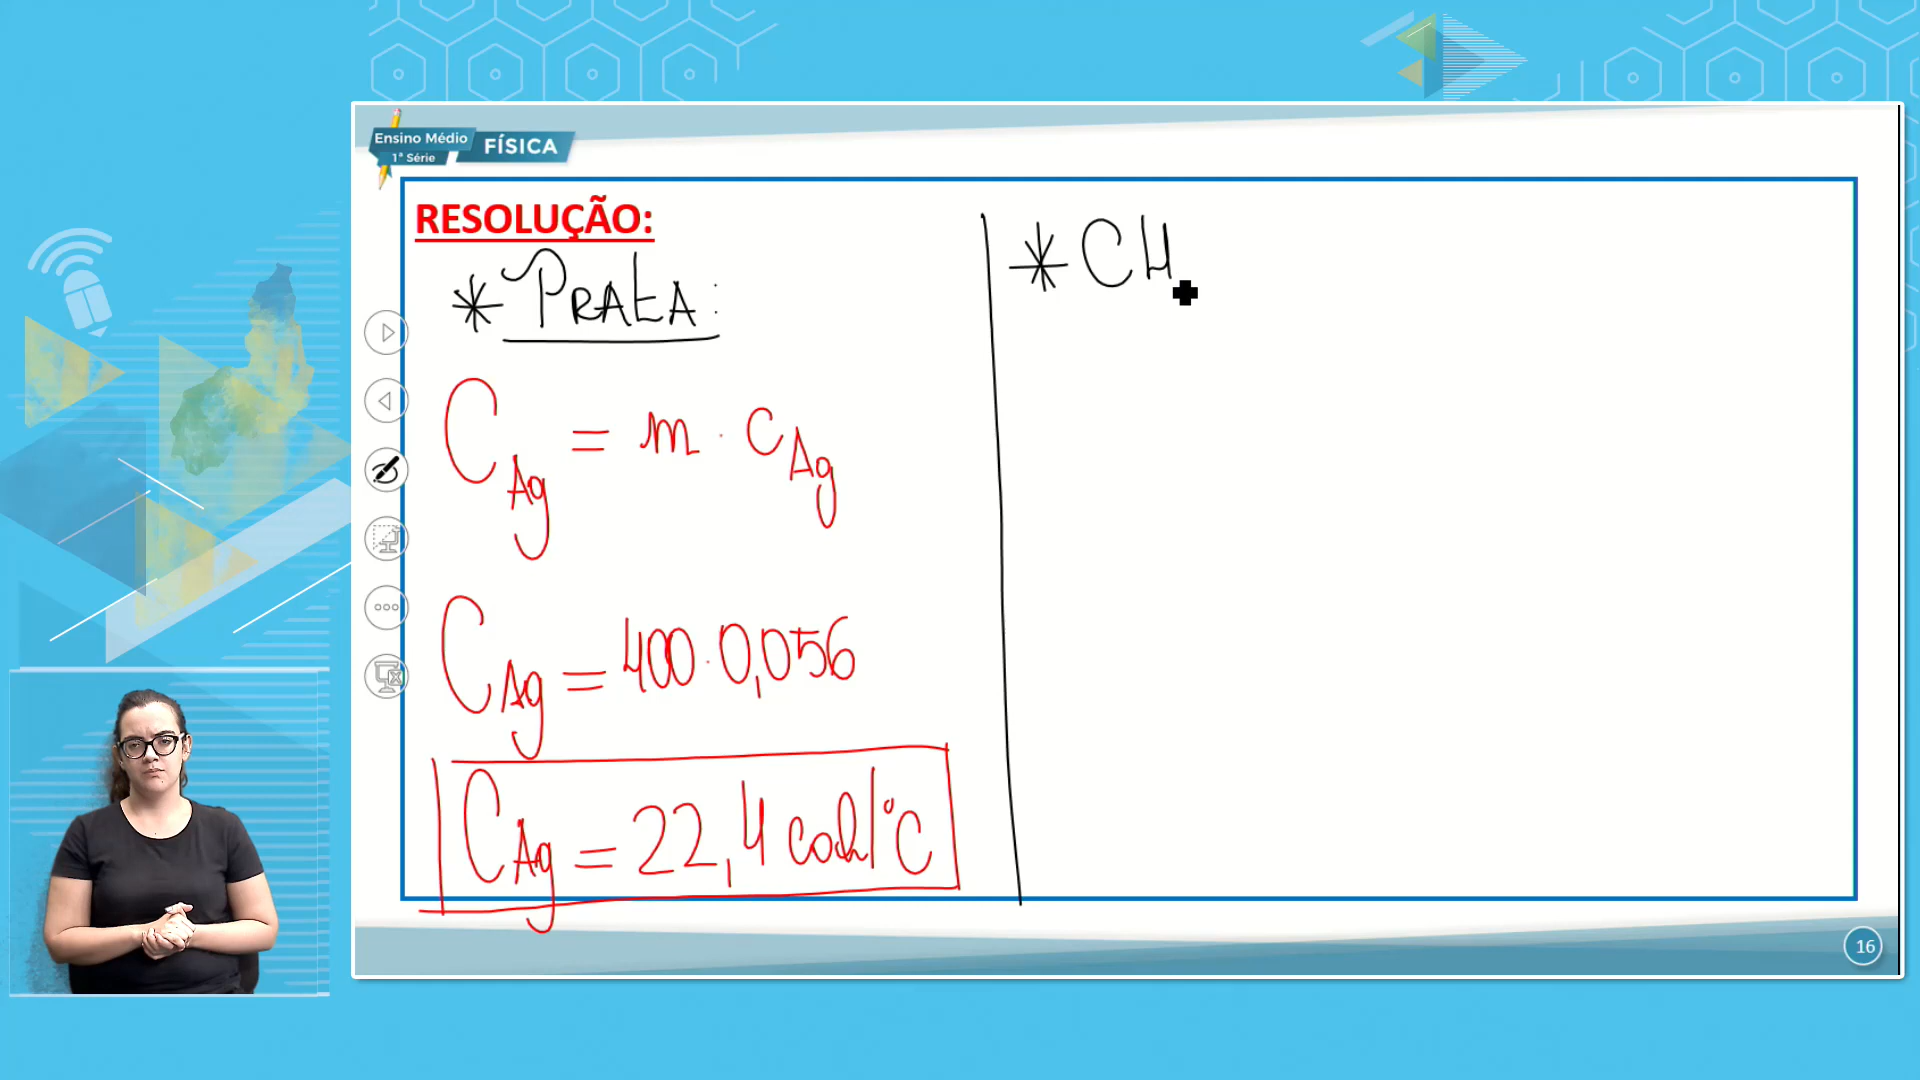 Ensino Médio
1ª Série
FÍSICA
RESOLUÇÃO:
* PRATA:
C_Ag = m · c_Ag
C_Ag = 400 · 0,056
C_Ag = 22,4 cal/°C
* CH
16